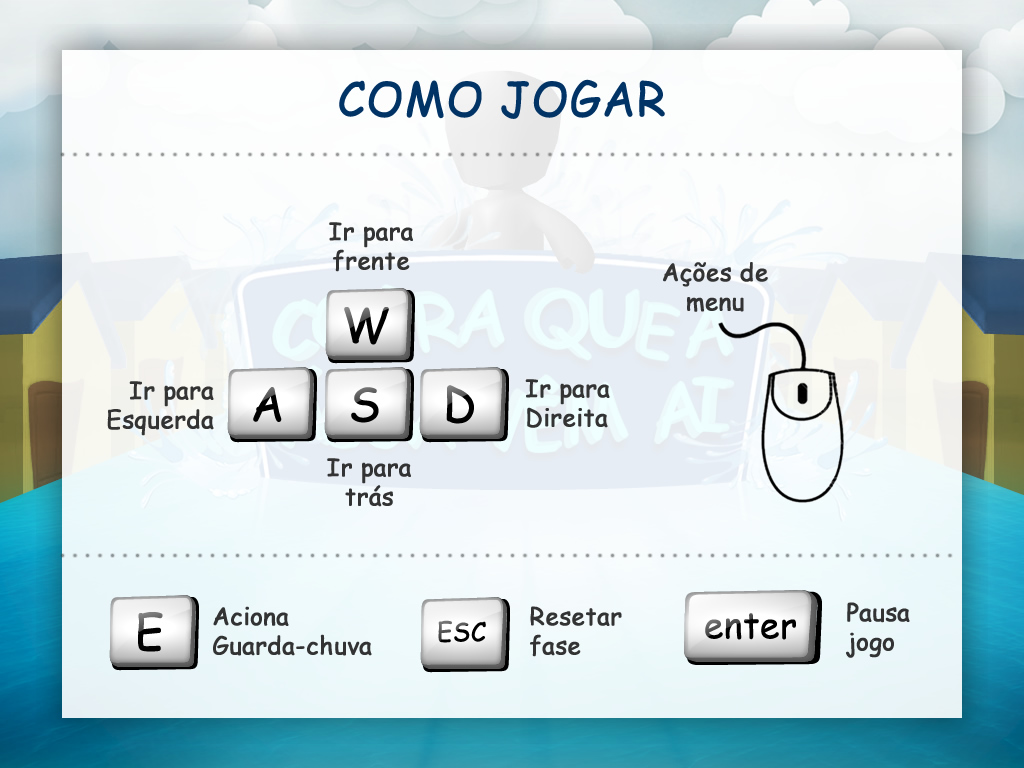 COMO JOGAR
Ir para
frente
W
Ações de
menu
Ir para
Esquerda
A
S
D
Ir para
Direita
Ir para
trás
E
Aciona
Guarda-chuva
ESC
Resetar
fase
enter
Pausa
jogo